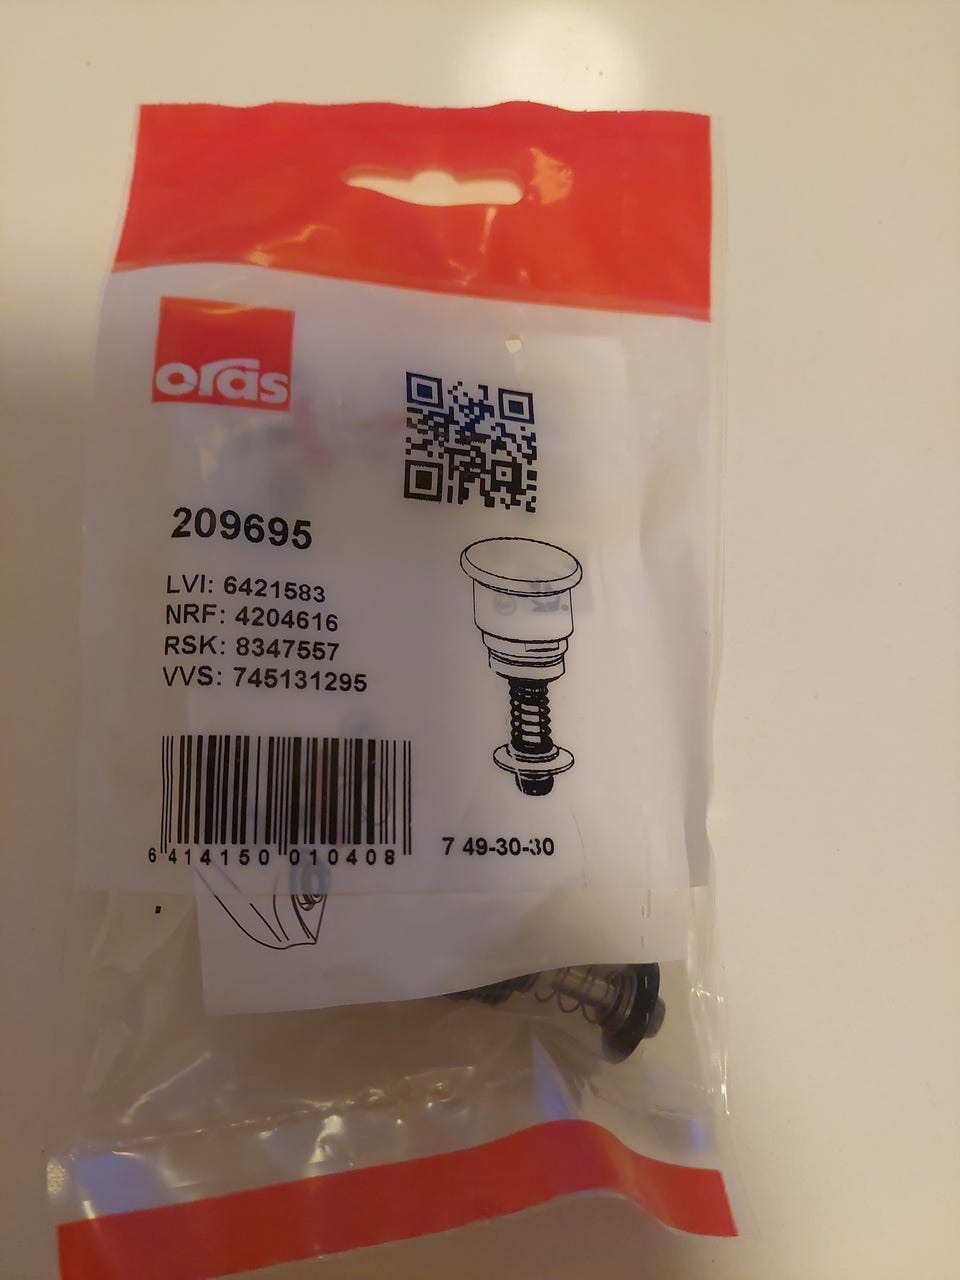 oras
209695
LVI: 6421583
NRF: 4204616
RSK: 8347557
VVS: 745131295
6 414150 010408
7 49-30-30